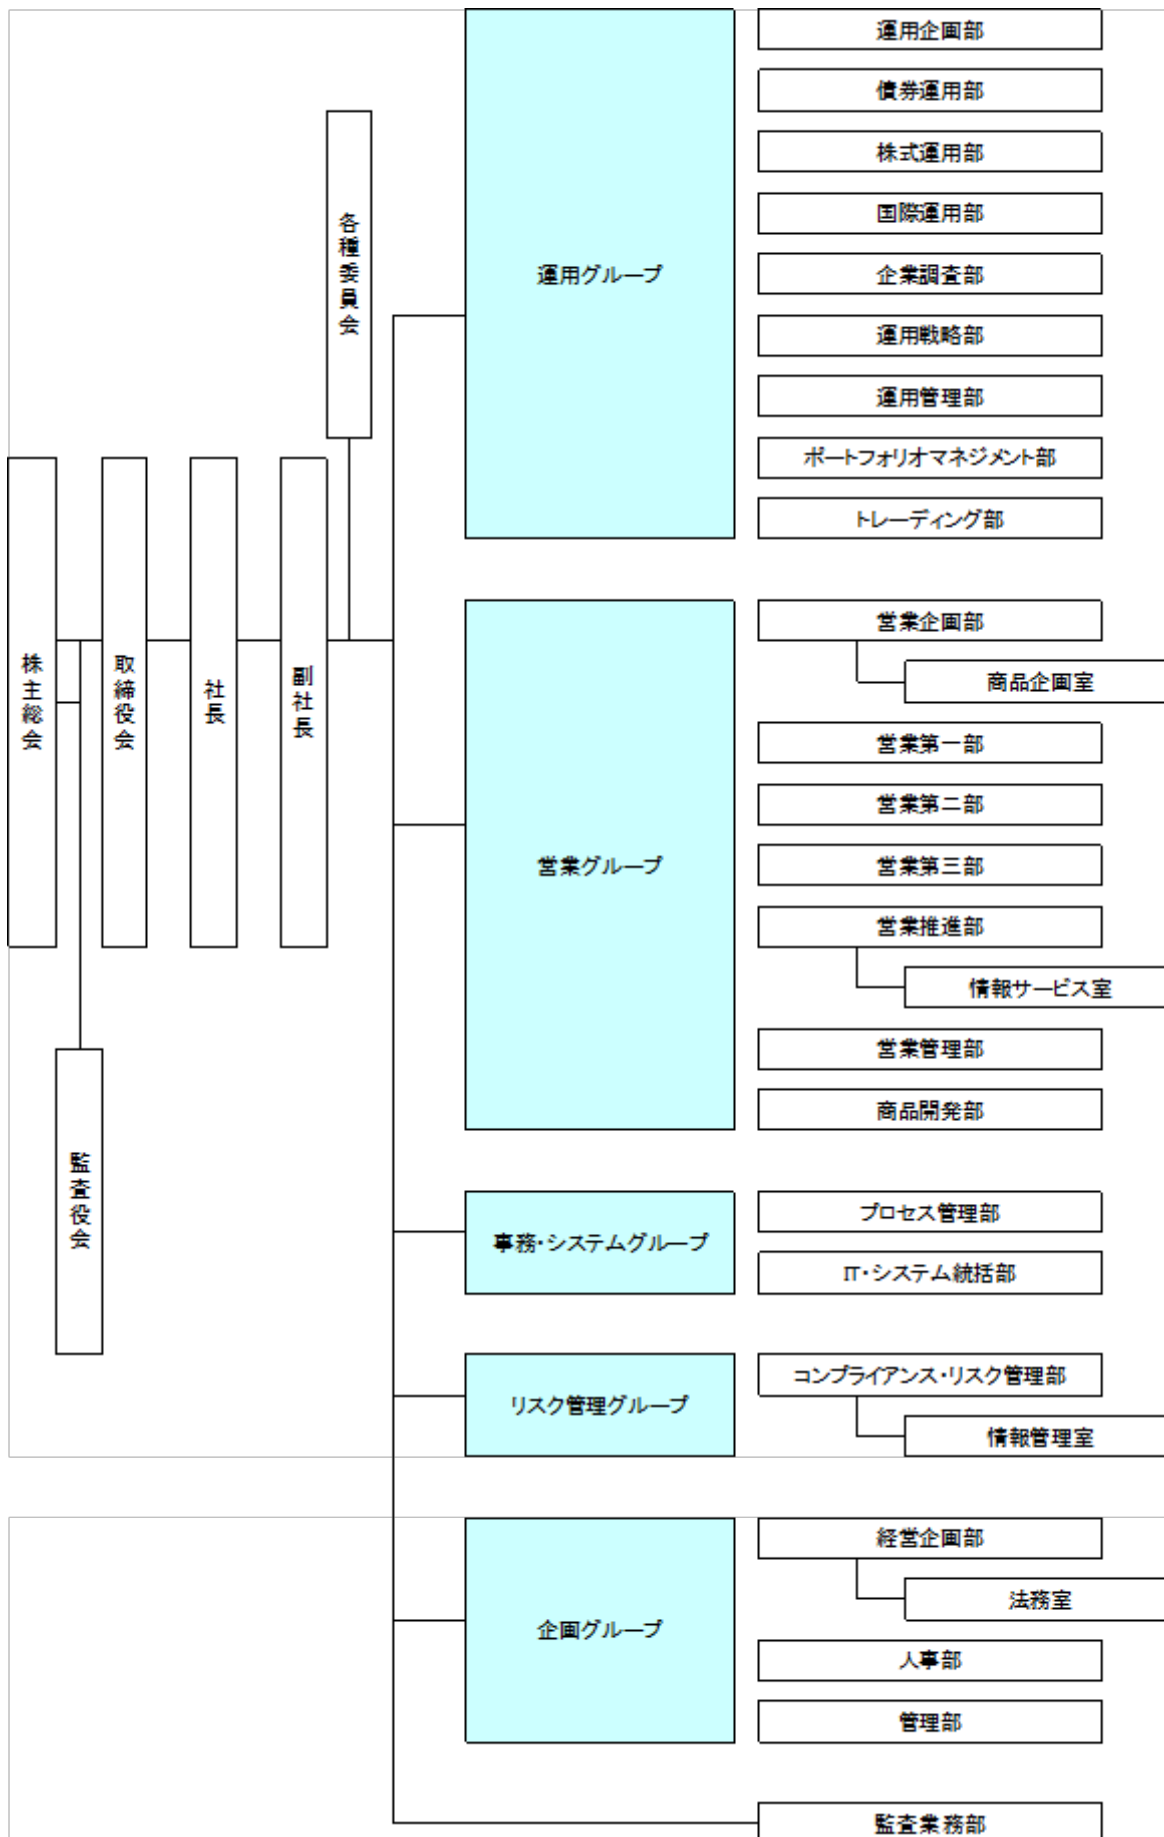 株主総会
監査役会
取締役会
社長
副社長
各種委員会
運用グループ
運用企画部
債券運用部
株式運用部
国際運用部
企業調査部
運用戦略部
運用管理部
ポートフォリオマネジメント部
トレーディング部
営業グループ
営業企画部
商品企画室
営業第一部
営業第二部
営業第三部
営業推進部
情報サービス室
営業管理部
商品開発部
事務・システムグループ
プロセス管理部
IT・システム統括部
リスク管理グループ
コンプライアンス・リスク管理部
情報管理室
企画グループ
経営企画部
法務室
人事部
管理部
監査業務部